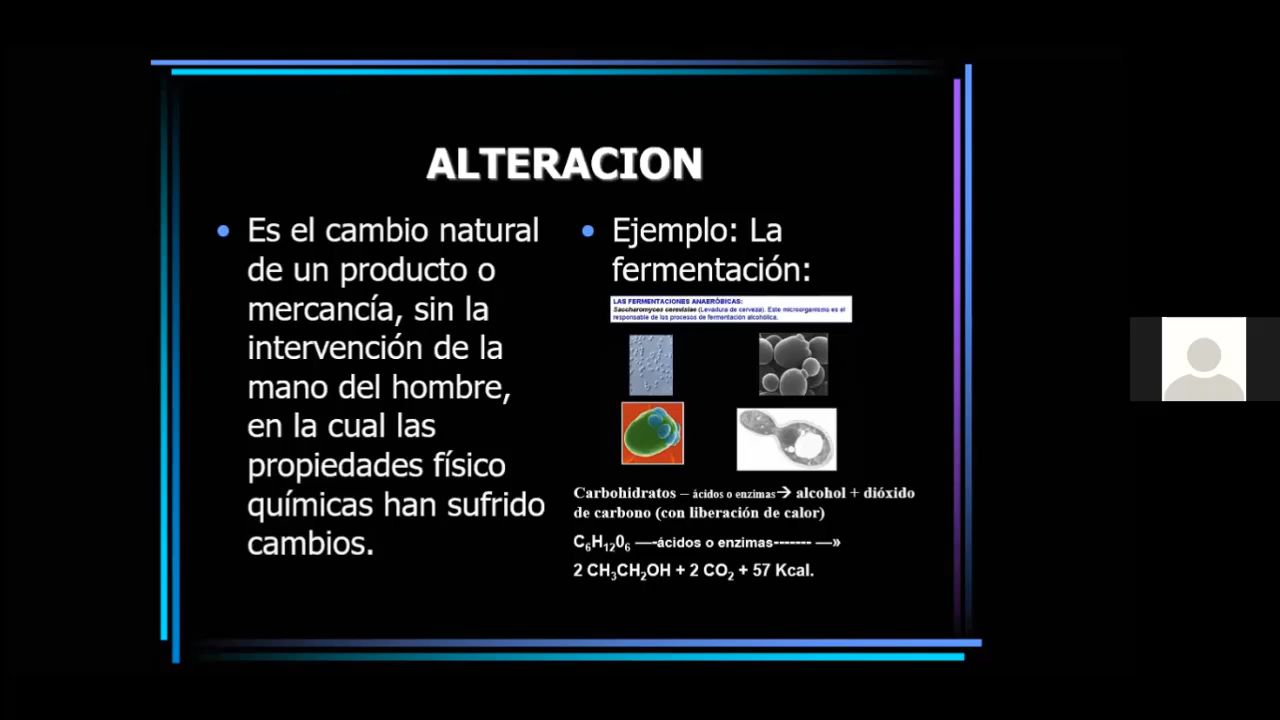 ALTERACION
• Es el cambio natural
de un producto o
mercancía, sin la
intervención de la
mano del hombre,
en la cual las
propiedades físico
químicas han sufrido
cambios.
• Ejemplo: La
fermentación:
LAS FERMENTACIONES ANAERÓBICAS:
Saccharomyces cerevisiae (Levadura de cerveza). Este microorganismo es el
responsable de los procesos de fermentación alcohólica.
Carbohidratos – ácidos o enzimas→ alcohol + dióxido
de carbono (con liberación de calor)
C₆H₁₂0₆ —-ácidos o enzimas------- —»
2 CH₃CH₂OH + 2 CO₂ + 57 Kcal.